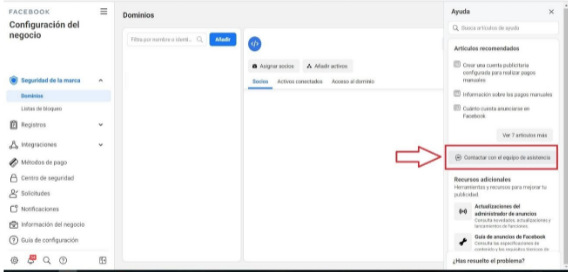 FACEBOOK
Configuración del
negocio
Seguridad de la marca
Dominios
Listas de bloqueo
Registros
Integraciones
Métodos de pago
Centro de seguridad
Solicitudes
Notificaciones
Información del negocio
Guía de configuración
Dominios
Filtra por nombre o identi...
Añadir
Asignar socios
Añadir activos
Socios
Activos conectados
Acceso al dominio
Ayuda
Busca artículos de ayuda
Artículos recomendados
Crear una cuenta publicitaria
configurada para realizar pagos
manuales
Información sobre los pagos manuales
Cuánto cuesta anunciarse en
Facebook
Ver 7 artículos más
Contactar con el equipo de asistencia
Recursos adicionales
Herramientas y recursos para mejorar tu
publicidad.
Actualizaciones del
administrador de anuncios
Consulta novedades, actualizaciones y
lanzamientos de funciones.
Guía de anuncios de Facebook
Consulta las especificaciones de
contenido y los requisitos técnicos de
¿Has resuelto el problema?